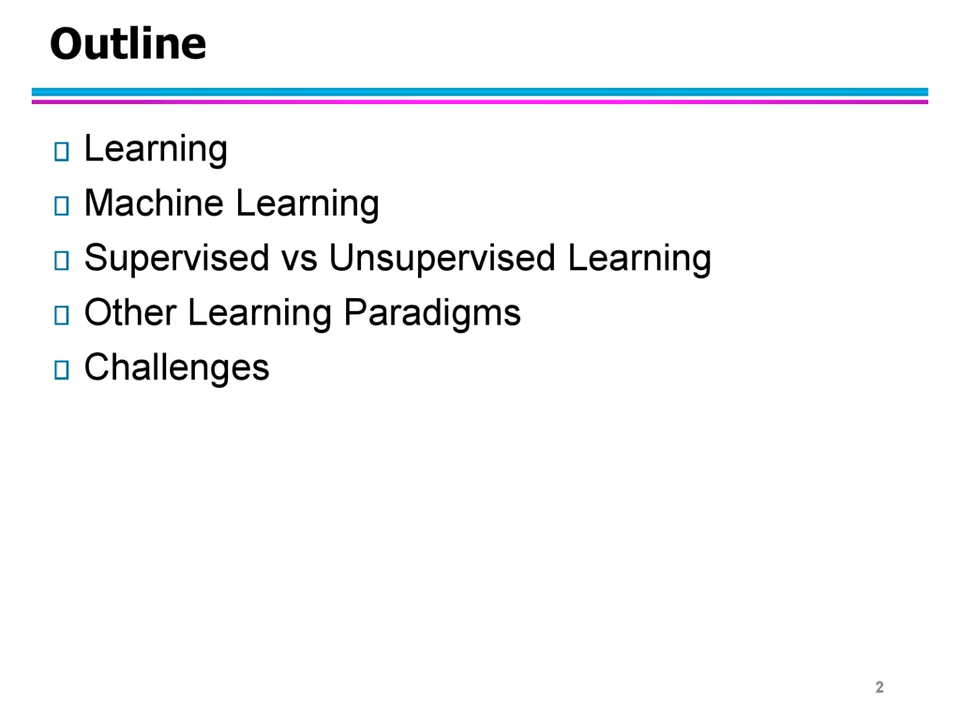 Outline
Learning
Machine Learning
Supervised vs Unsupervised Learning
Other Learning Paradigms
Challenges
2